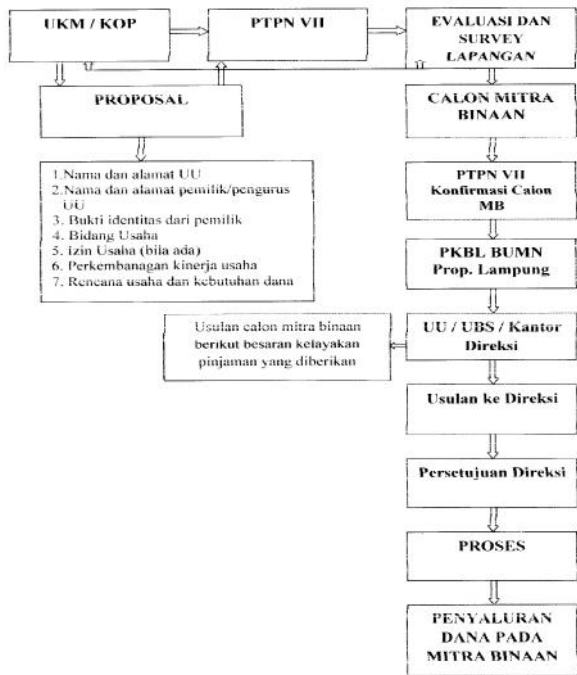 UKM / KOP
PTPN VII
EVALUASI DAN
SURVEY
LAPANGAN
PROPOSAL
CALON MITRA
BINAAN
1.Nama dan alamat UU
2.Nama dan alamat pemilik/pengurus
UU
3. Bukti identitas dari pemilik
4. Bidang Usaha
5. Izin Usaha (bila ada)
6. Perkembanagan kinerja usaha
7. Rencana usaha dan kebutuhan dana
PTPN VII
Konfirmasi Calon
MB
PKBL BUMN
Prop. Lampung
Usulan calon mitra binaan
berikut besaran kelayakan
pinjaman yang diberikan
UU / UBS / Kantor
Direksi
Usulan ke Direksi
Persetujuan Direksi
PROSES
PENYALURAN
DANA PADA
MITRA BINAAN